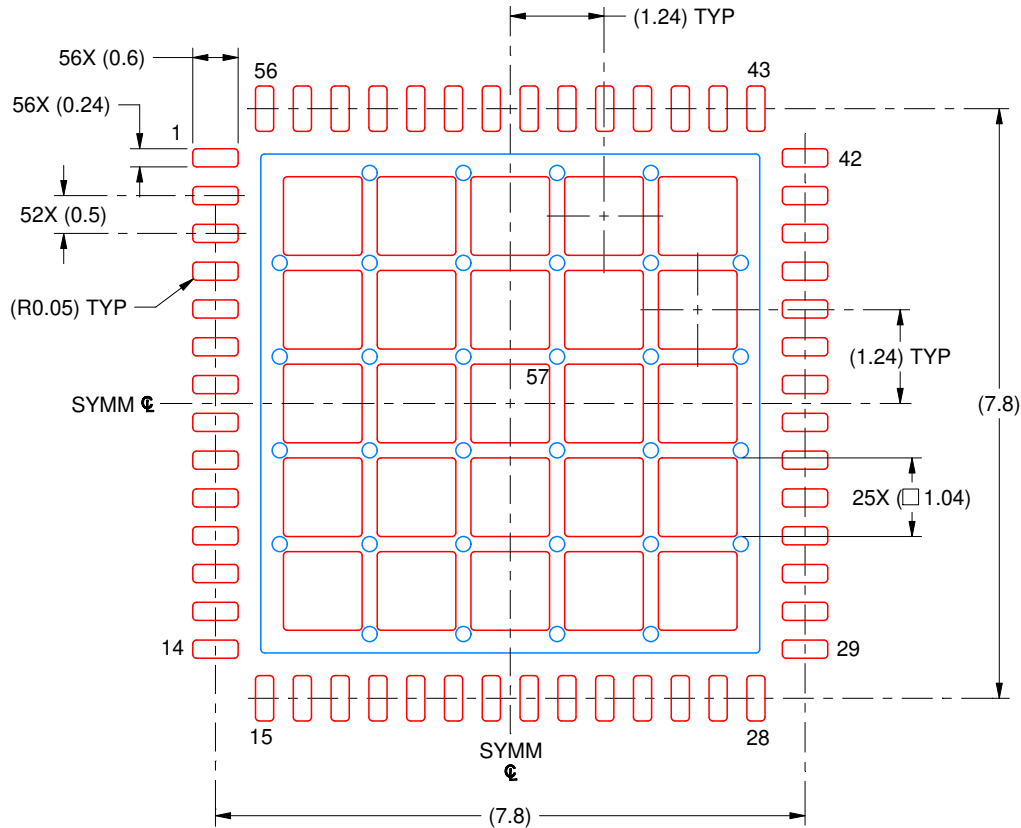 (1.24) TYP
56X (0.6)
56
43
56X (0.24)
1
42
52X (0.5)
(R0.05) TYP
(1.24) TYP
57
SYMM ℄
(7.8)
25X (□ 1.04)
14
29
15
28
SYMM
℄
(7.8)